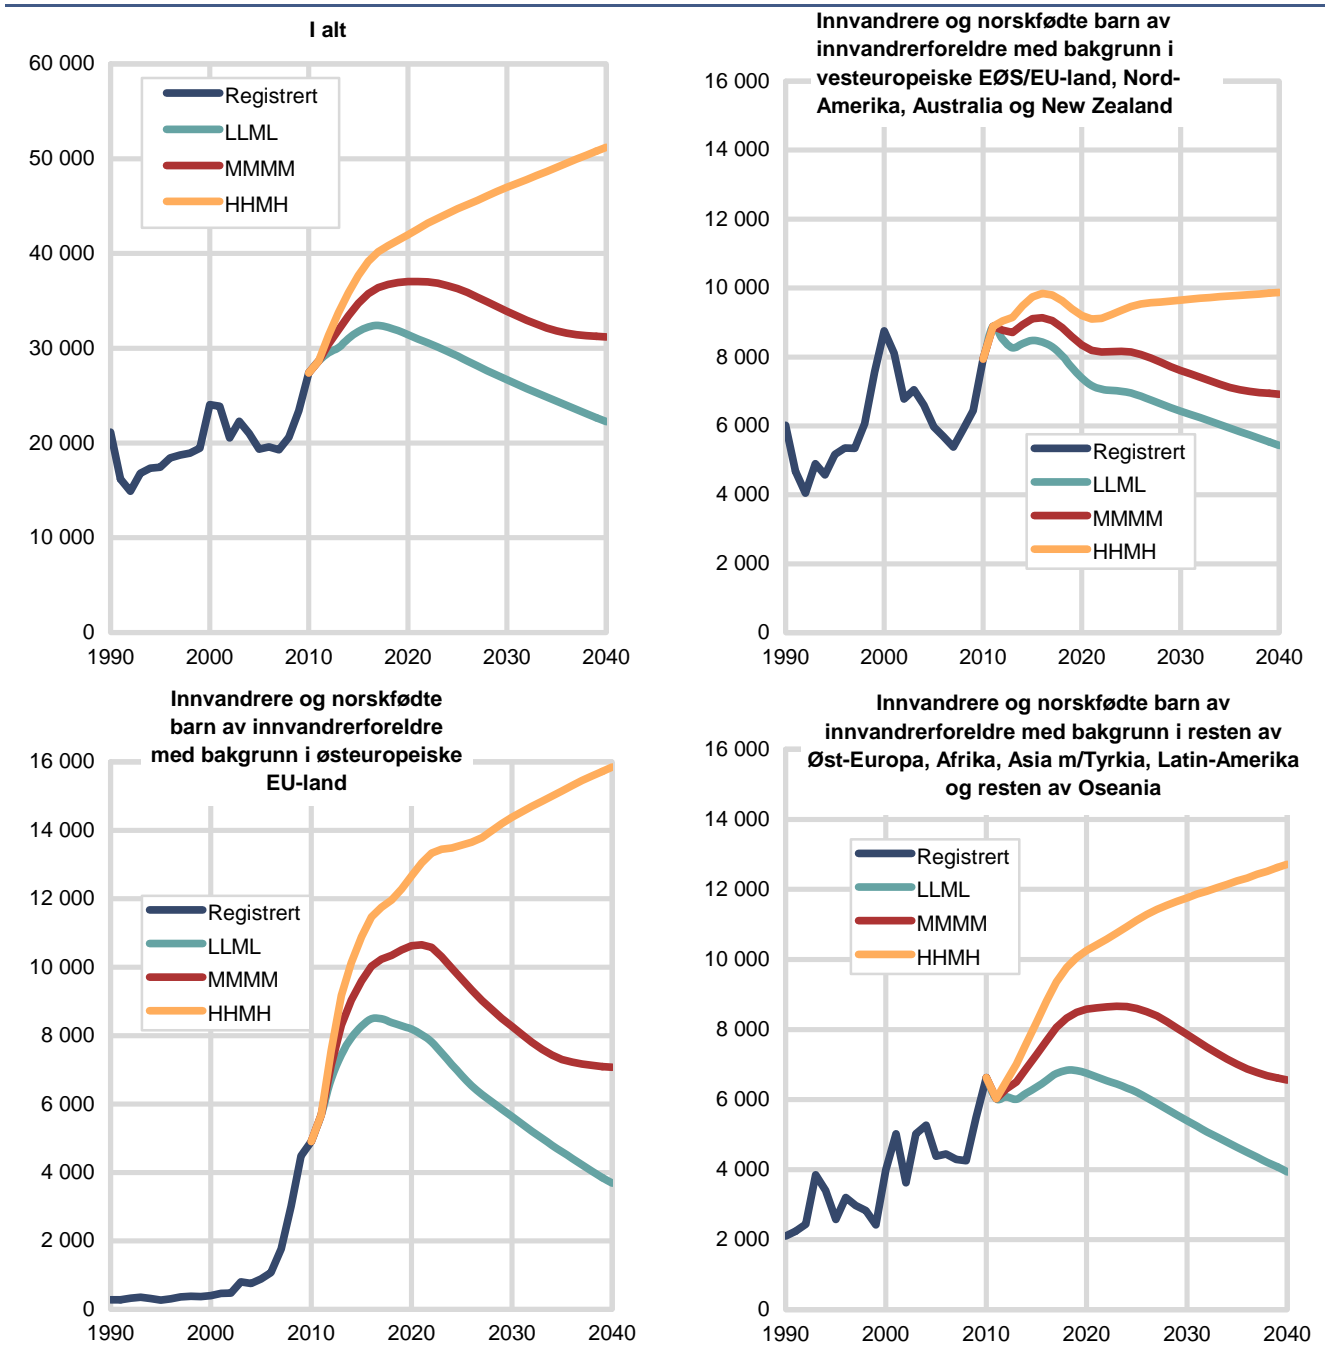 I alt
60 000
50 000
40 000
30 000
20 000
10 000
0
1990 2000 2010 2020 2030 2040
Registrert
LLML
MMMM
HHMH
Innvandrere og norskfødte barn av
innvandrerforeldre med bakgrunn i
vesteuropeiske EØS/EU-land, Nord-
Amerika, Australia og New Zealand
16 000
14 000
12 000
10 000
8 000
6 000
4 000
2 000
0
1990 2000 2010 2020 2030 2040
Registrert
LLML
MMMM
HHMH
Innvandrere og norskfødte
barn av innvandrerforeldre
med bakgrunn i østeuropeiske
EU-land
16 000
14 000
12 000
10 000
8 000
6 000
4 000
2 000
0
1990 2000 2010 2020 2030 2040
Registrert
LLML
MMMM
HHMH
Innvandrere og norskfødte barn av
innvandrerforeldre med bakgrunn i resten av
Øst-Europa, Afrika, Asia m/Tyrkia, Latin-Amerika
og resten av Oseania
16 000
14 000
12 000
10 000
8 000
6 000
4 000
2 000
0
1990 2000 2010 2020 2030 2040
Registrert
LLML
MMMM
HHMH